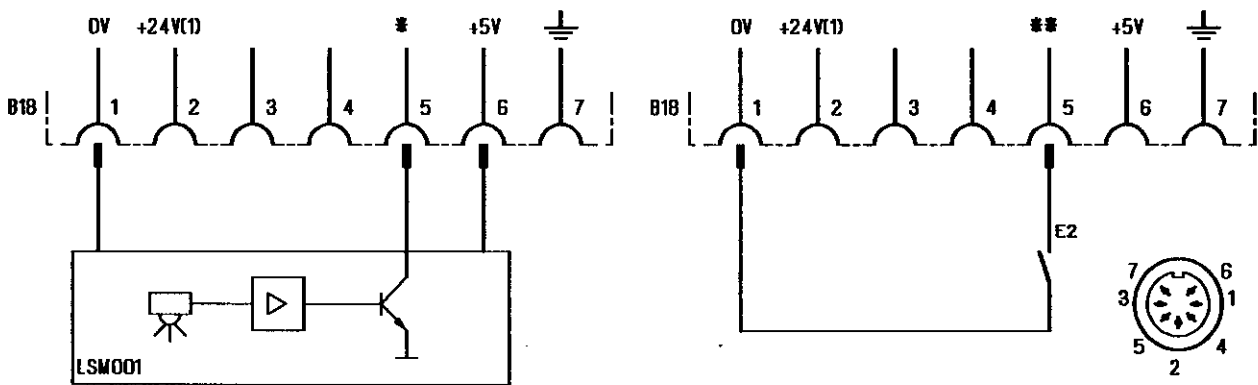 0V +24V(1) * +5V
B18 1 2 3 4 5 6 7
LSM001
0V +24V(1) ** +5V
B18 1 2 3 4 5 6 7
E2
7 6
3 1
5 4
2